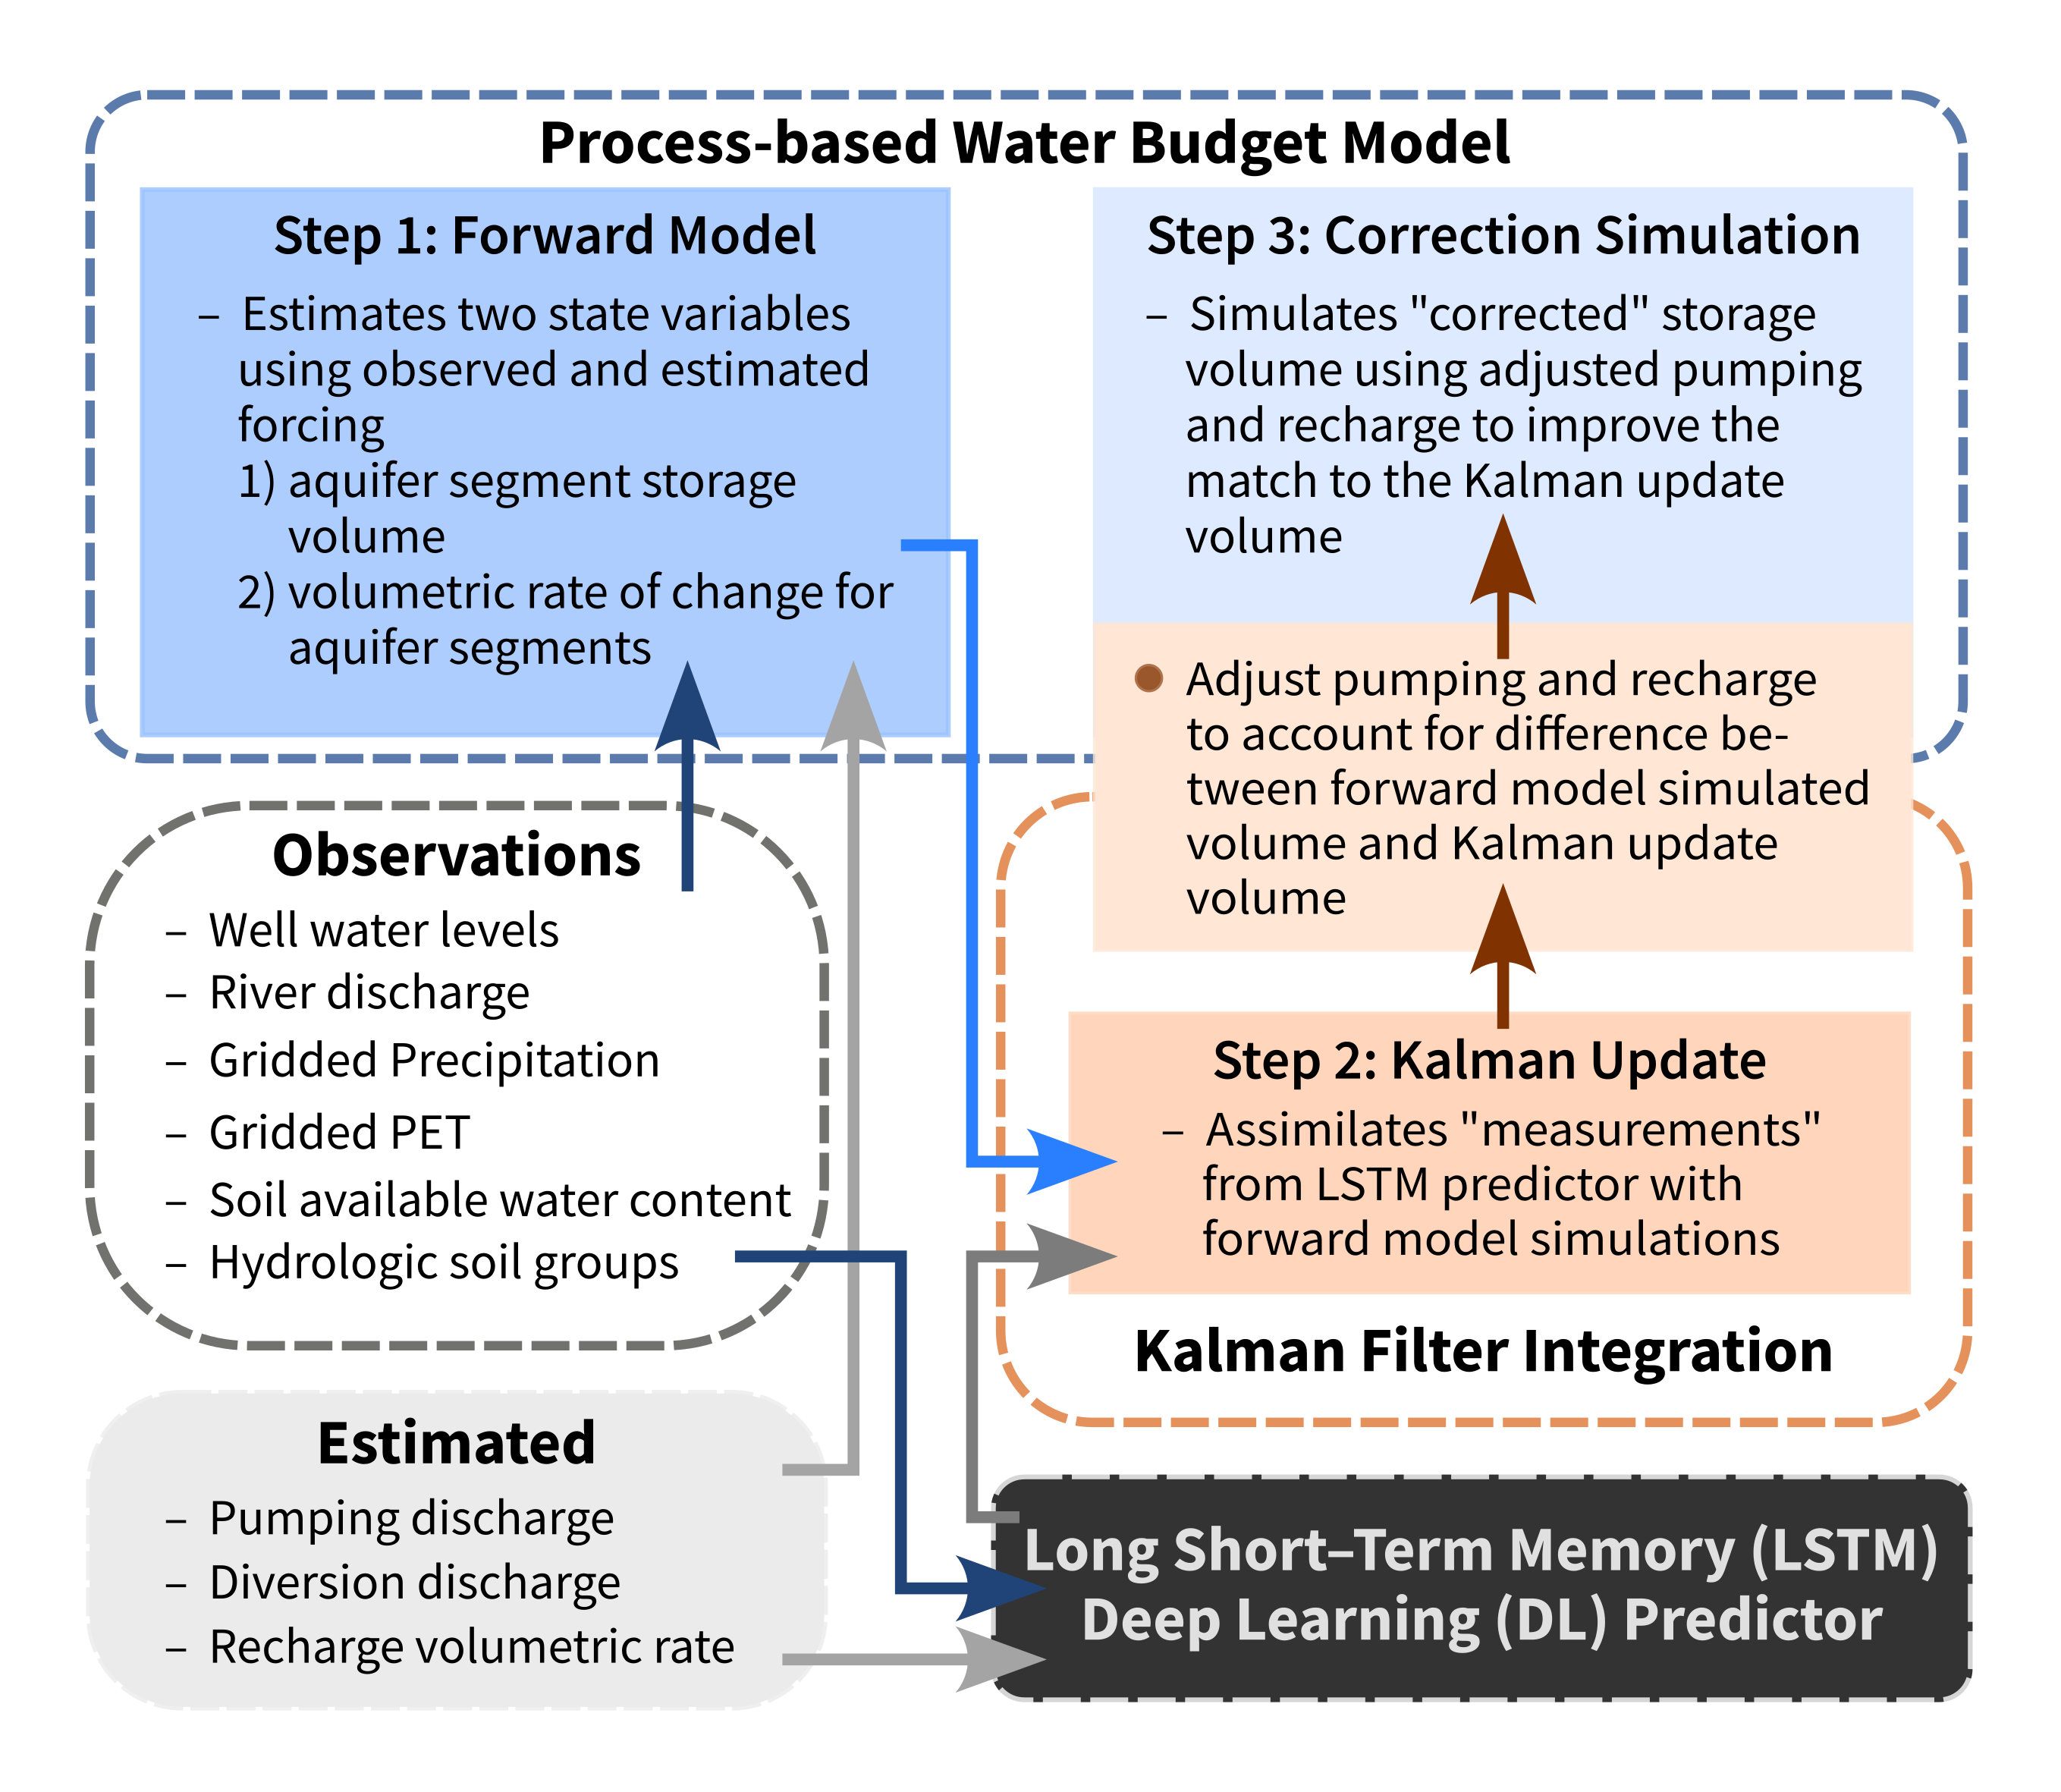 Process-based Water Budget Model
Step 1: Forward Model
– Estimates two state variables
using observed and estimated
forcing
1) aquifer segment storage
volume
2) volumetric rate of change for
aquifer segments
Step 3: Correction Simulation
– Simulates "corrected" storage
volume using adjusted pumping
and recharge to improve the
match to the Kalman update
volume
Adjust pumping and recharge
to account for difference be-
tween forward model simulated
volume and Kalman update
volume
Observations
– Well water levels
– River discharge
– Gridded Precipitation
– Gridded PET
– Soil available water content
– Hydrologic soil groups
Step 2: Kalman Update
– Assimilates "measurements"
from LSTM predictor with
forward model simulations
Kalman Filter Integration
Estimated
– Pumping discharge
– Diversion discharge
– Recharge volumetric rate
Long Short–Term Memory (LSTM)
Deep Learning (DL) Predictor